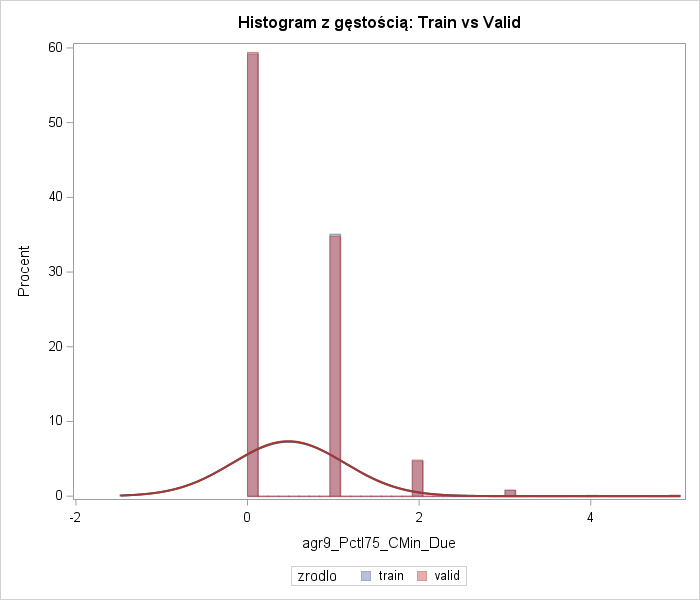 Histogram z gęstością: Train vs Valid
60
50
40
30
20
10
0
Procent
-2 0 2 4
agr9_Pctl75_CMin_Due
zrodlo train valid